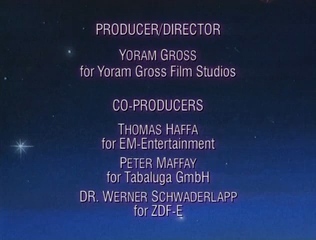 PRODUCER/DIRECTOR
YORAM GROSS
for Yoram Gross Film Studios
CO-PRODUCERS
THOMAS HAFFA
for EM-Entertainment
PETER MAFFAY
for Tabaluga GmbH
DR. WERNER SCHWADERLAPP
for ZDF-E